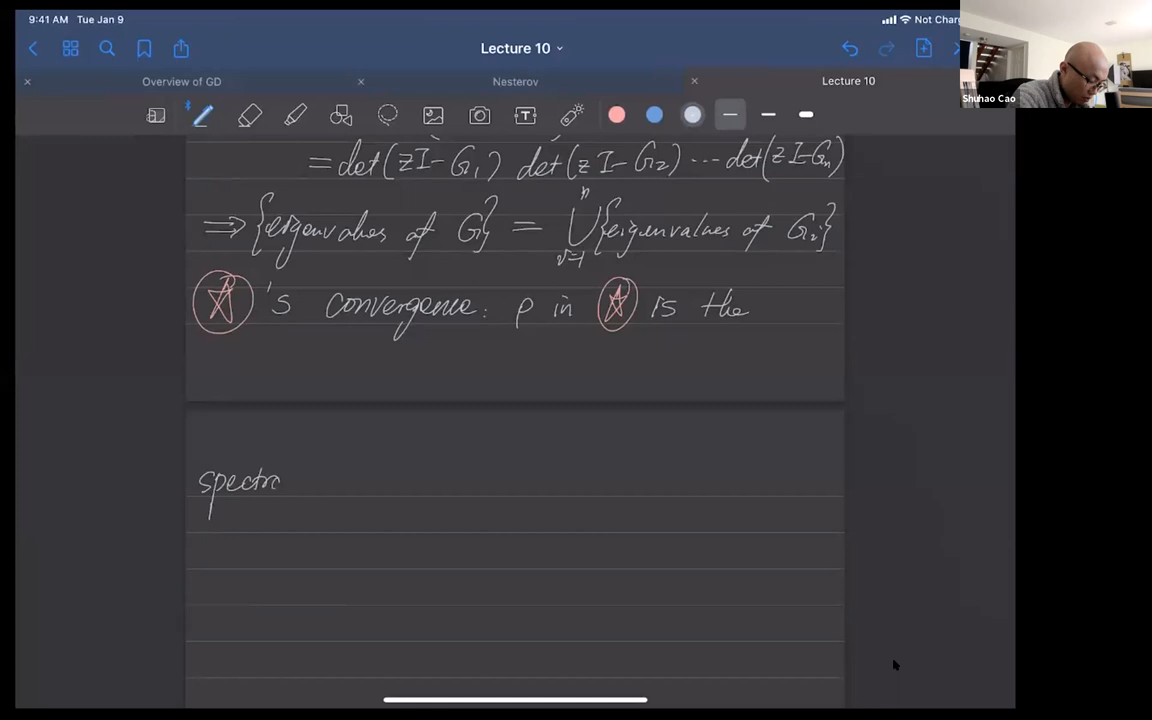 9:41 AM Tue Jan 9
Not Charg
Lecture 10
Overview of GD
Nesterov
Lecture 10
Shuhao Cao
= det(zI-G₁) det(zI-G₂) ... det(zI-Gₙ)
⇒ {eigenvalues of G} = ⋃ⁿᵢ₌₁ {eigenvalues of Gᵢ}
☆'s convergence: ρ in ☆ is the
spectra